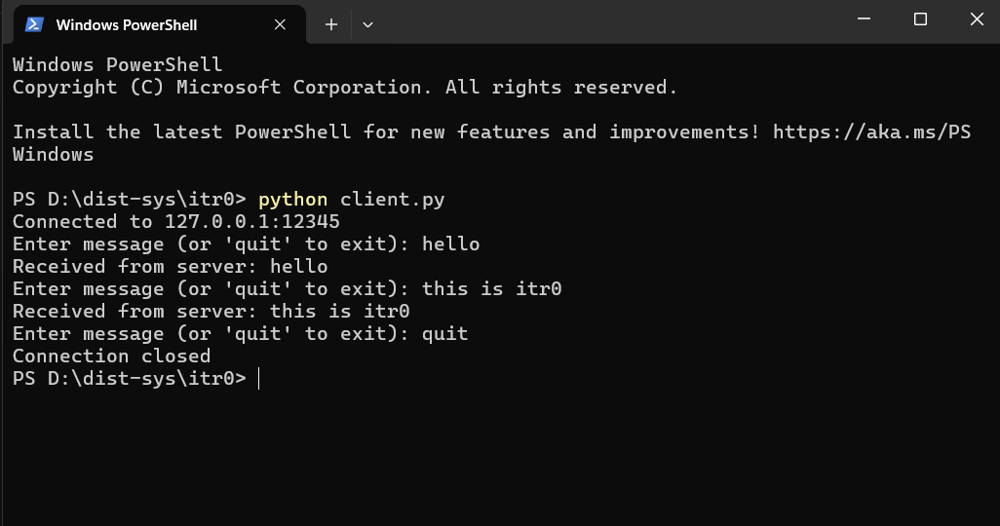 Windows PowerShell
Windows PowerShell
Copyright (C) Microsoft Corporation. All rights reserved.
Install the latest PowerShell for new features and improvements! https://aka.ms/PS
Windows
PS D:\dist-sys\itr0> python client.py
Connected to 127.0.0.1:12345
Enter message (or 'quit' to exit): hello
Received from server: hello
Enter message (or 'quit' to exit): this is itr0
Received from server: this is itr0
Enter message (or 'quit' to exit): quit
Connection closed
PS D:\dist-sys\itr0>